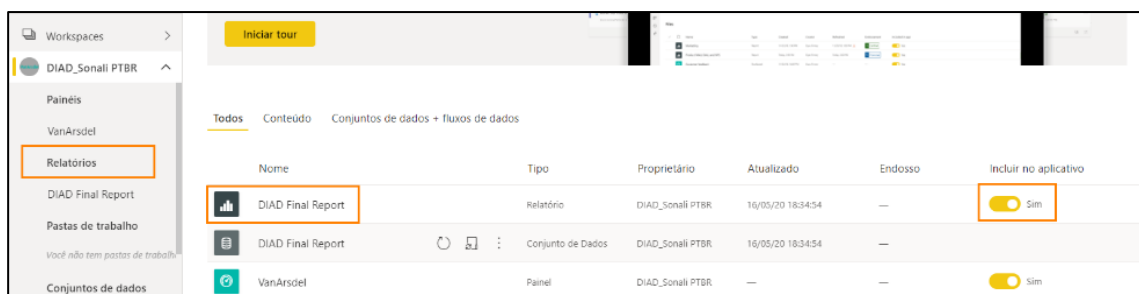 Workspaces
DIAD_Sonali PTBR
Painéis
VanArsdel
Relatórios
DIAD Final Report
Pastas de trabalho
Você não tem pastas de trabalho
Conjuntos de dados
Iniciar tour
Todos Conteúdo Conjuntos de dados + fluxos de dados
Nome Tipo Proprietário Atualizado Endosso Incluir no aplicativo
DIAD Final Report Relatório DIAD_Sonali PTBR 16/05/20 18:34:54 — Sim
DIAD Final Report Conjunto de Dados DIAD_Sonali PTBR 16/05/20 18:34:54 —
VanArsdel Painel DIAD_Sonali PTBR — — Sim